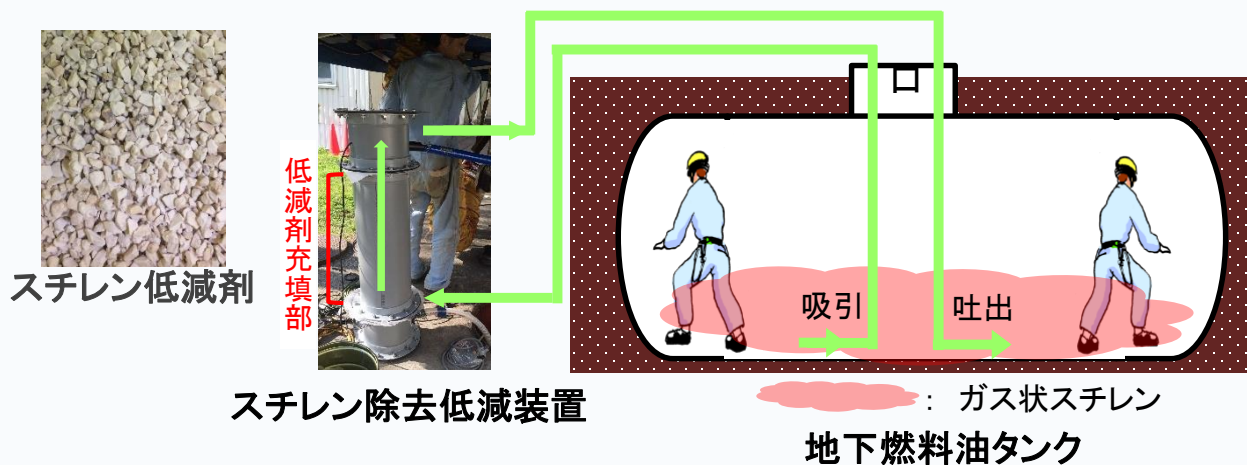 スチレン低減剤
低減剤充填部
スチレン除去低減装置
吸引
吐出
: ガス状スチレン
地下燃料油タンク